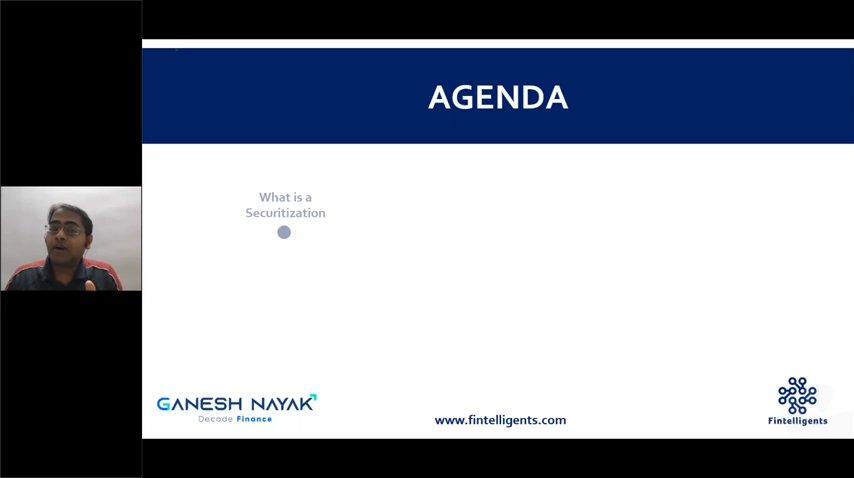 AGENDA
What is a
Securitization
GANESH NAYAK
Decode Finance
www.fintelligents.com
Fintelligents